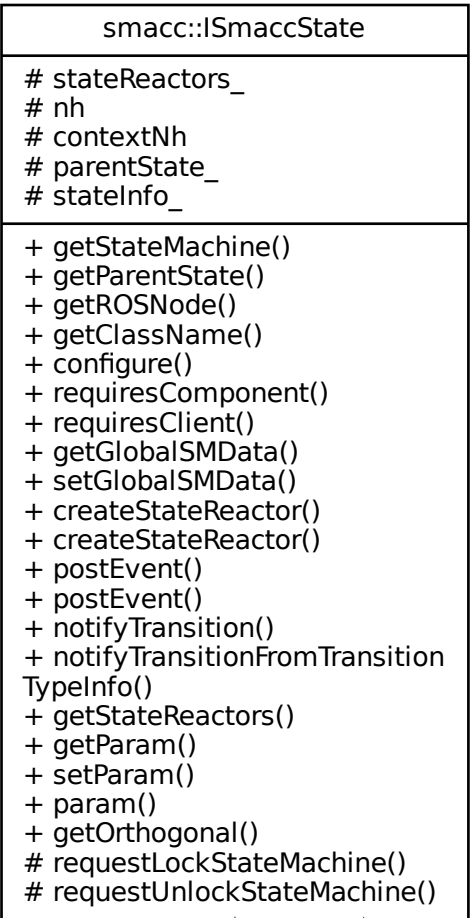 smacc::ISmaccState
# stateReactors_
# nh
# contextNh
# parentState_
# stateInfo_
+ getStateMachine()
+ getParentState()
+ getROSNode()
+ getClassName()
+ configure()
+ requiresComponent()
+ requiresClient()
+ getGlobalSMData()
+ setGlobalSMData()
+ createStateReactor()
+ createStateReactor()
+ postEvent()
+ postEvent()
+ notifyTransition()
+ notifyTransitionFromTransition
TypeInfo()
+ getStateReactors()
+ getParam()
+ setParam()
+ param()
+ getOrthogonal()
# requestLockStateMachine()
# requestUnlockStateMachine()